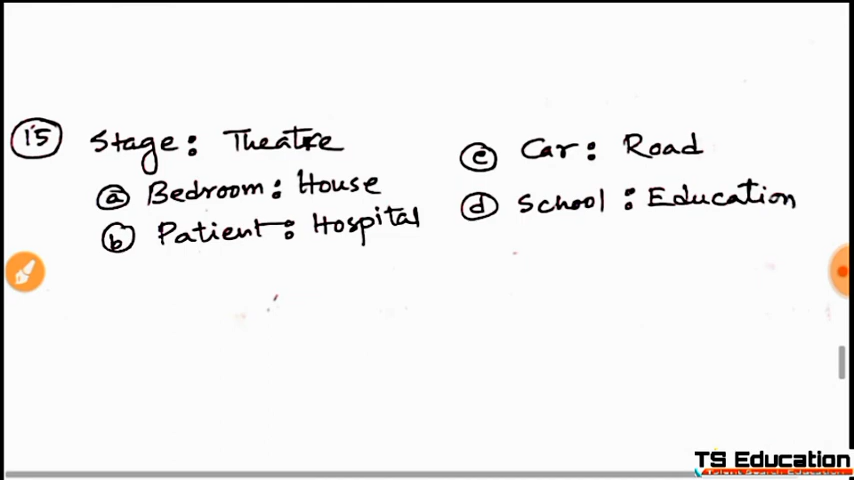 15 Stage : Theatre
a Bedroom : House
b Patient : Hospital
c Car : Road
d School : Education
TS Education